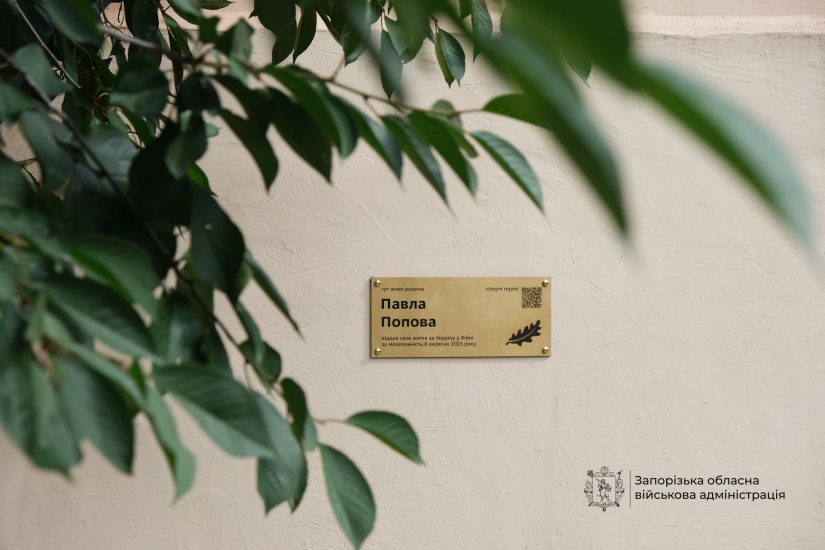 тут живе родина
історія героя
Павла
Попова
віддав своє життя за Україну у Війні
за Незалежність 8 вересня 2023 року
Запорізька обласна
військова адміністрація